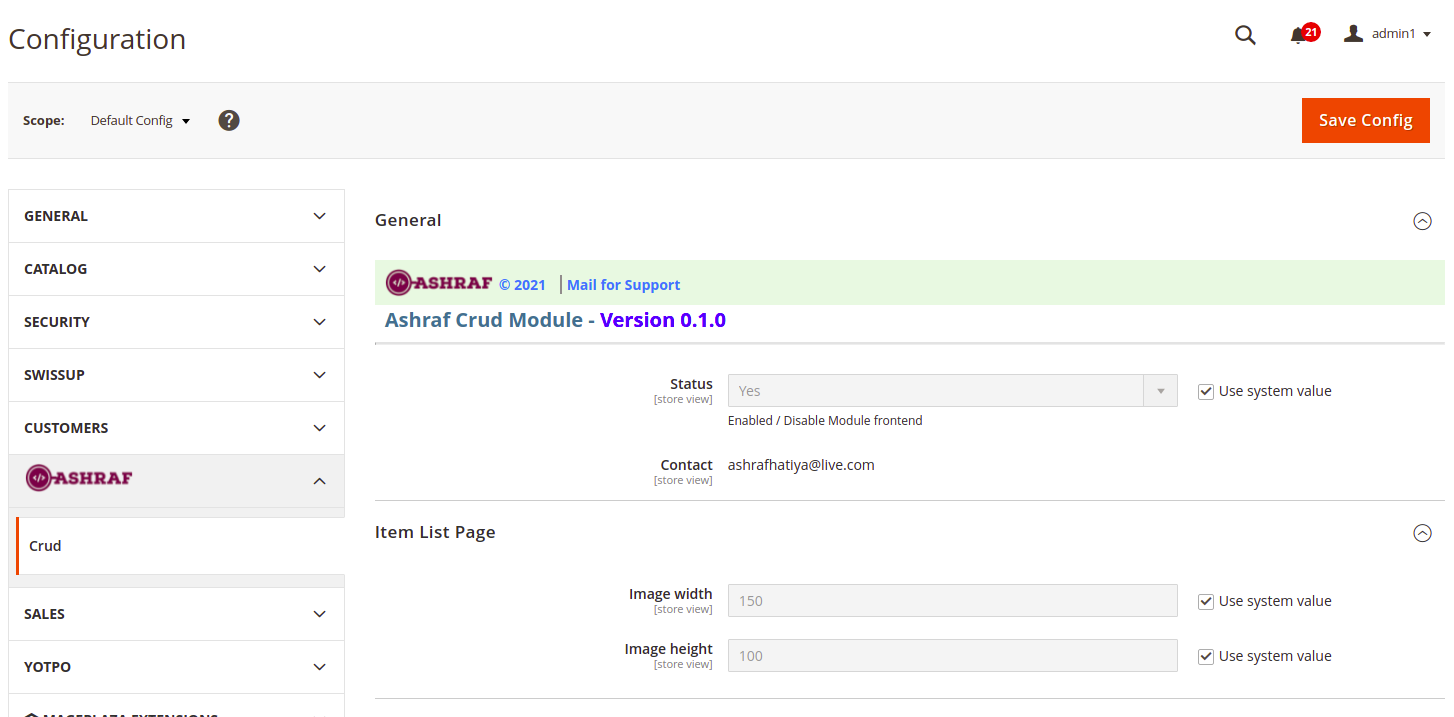 Configuration
21
admin1
Scope:
Default Config
?
Save Config
GENERAL
CATALOG
SECURITY
SWISSUP
CUSTOMERS
</> ASHRAF
Crud
SALES
YOTPO
MAGEPLAZA EXTENSIONS
General
</> ASHRAF © 2021 | Mail for Support
Ashraf Crud Module - Version 0.1.0
Status
[store view]
Yes
Use system value
Enabled / Disable Module frontend
Contact
[store view]
ashrafhatiya@live.com
Item List Page
Image width
[store view]
150
Use system value
Image height
[store view]
100
Use system value